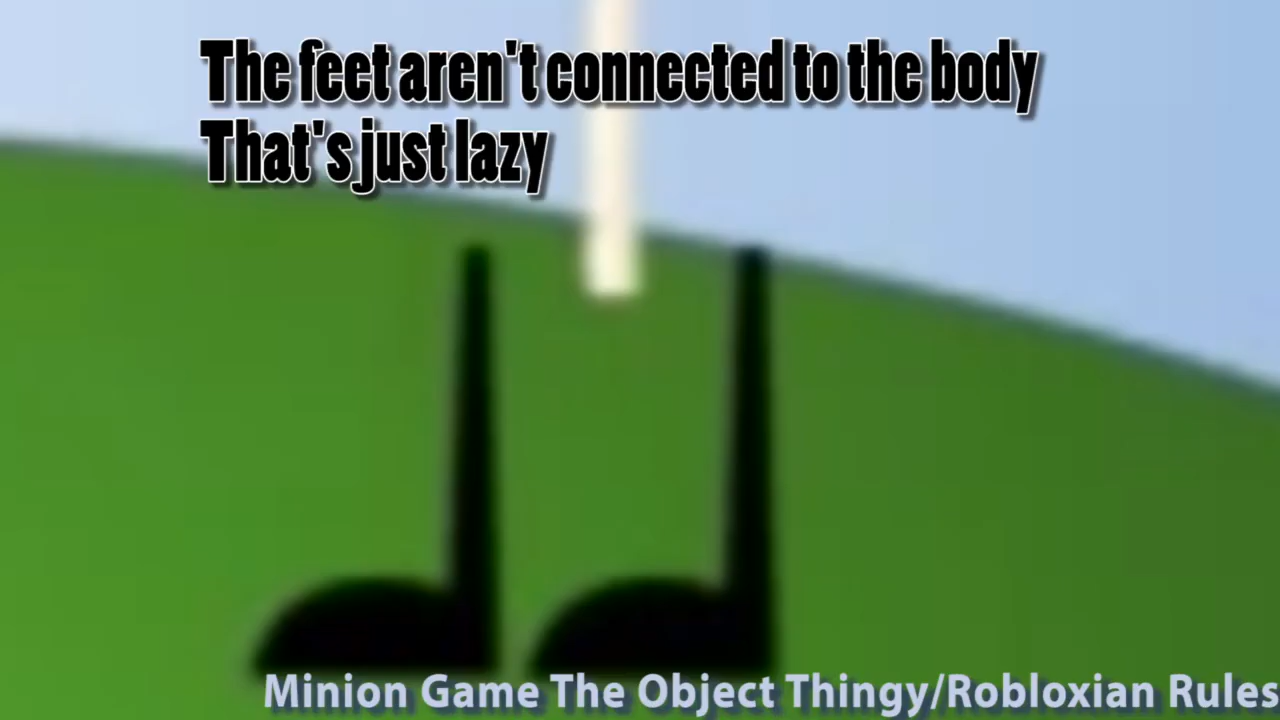 The feet aren't connected to the body
That's just lazy
Minion Game The Object Thingy/Robloxian Rules